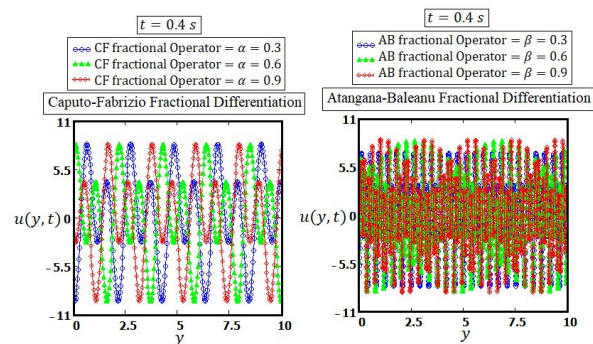 t = 0.4 s
CF fractional Operator = α = 0.3
CF fractional Operator = α = 0.6
CF fractional Operator = α = 0.9
Caputo-Fabrizio Fractional Differentiation
11
5.5
u(y,t) 0
-5.5
-11
0 2.5 5 7.5 10
y
t = 0.4 s
AB fractional Operator = β = 0.3
AB fractional Operator = β = 0.6
AB fractional Operator = β = 0.9
Atangana-Baleanu Fractional Differentiation
11
5.5
u(y,t) 0
-5.5
-11
0 2.5 5 7.5 10
y